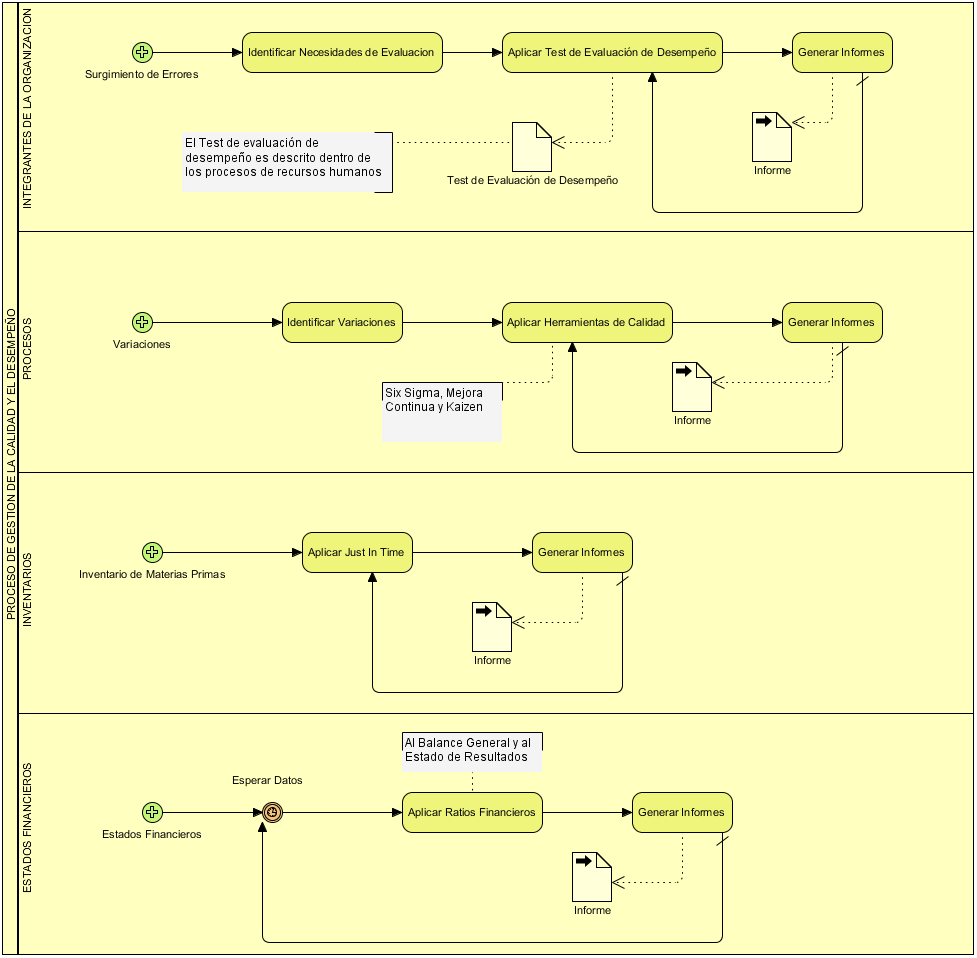 PROCESO DE GESTION DE LA CALIDAD Y EL DESEMPEÑO
INTEGRANTES DE LA ORGANIZACION
Surgimiento de Errores
Identificar Necesidades de Evaluacion
Aplicar Test de Evaluación de Desempeño
Generar Informes
El Test de evaluación de
desempeño es descrito dentro de
los procesos de recursos humanos
Test de Evaluación de Desempeño
Informe
PROCESOS
Variaciones
Identificar Variaciones
Aplicar Herramientas de Calidad
Generar Informes
Six Sigma, Mejora
Continua y Kaizen
Informe
INVENTARIOS
Inventario de Materias Primas
Aplicar Just In Time
Generar Informes
Informe
ESTADOS FINANCIEROS
Al Balance General y al
Estado de Resultados
Esperar Datos
Estados Financieros
Aplicar Ratios Financieros
Generar Informes
Informe